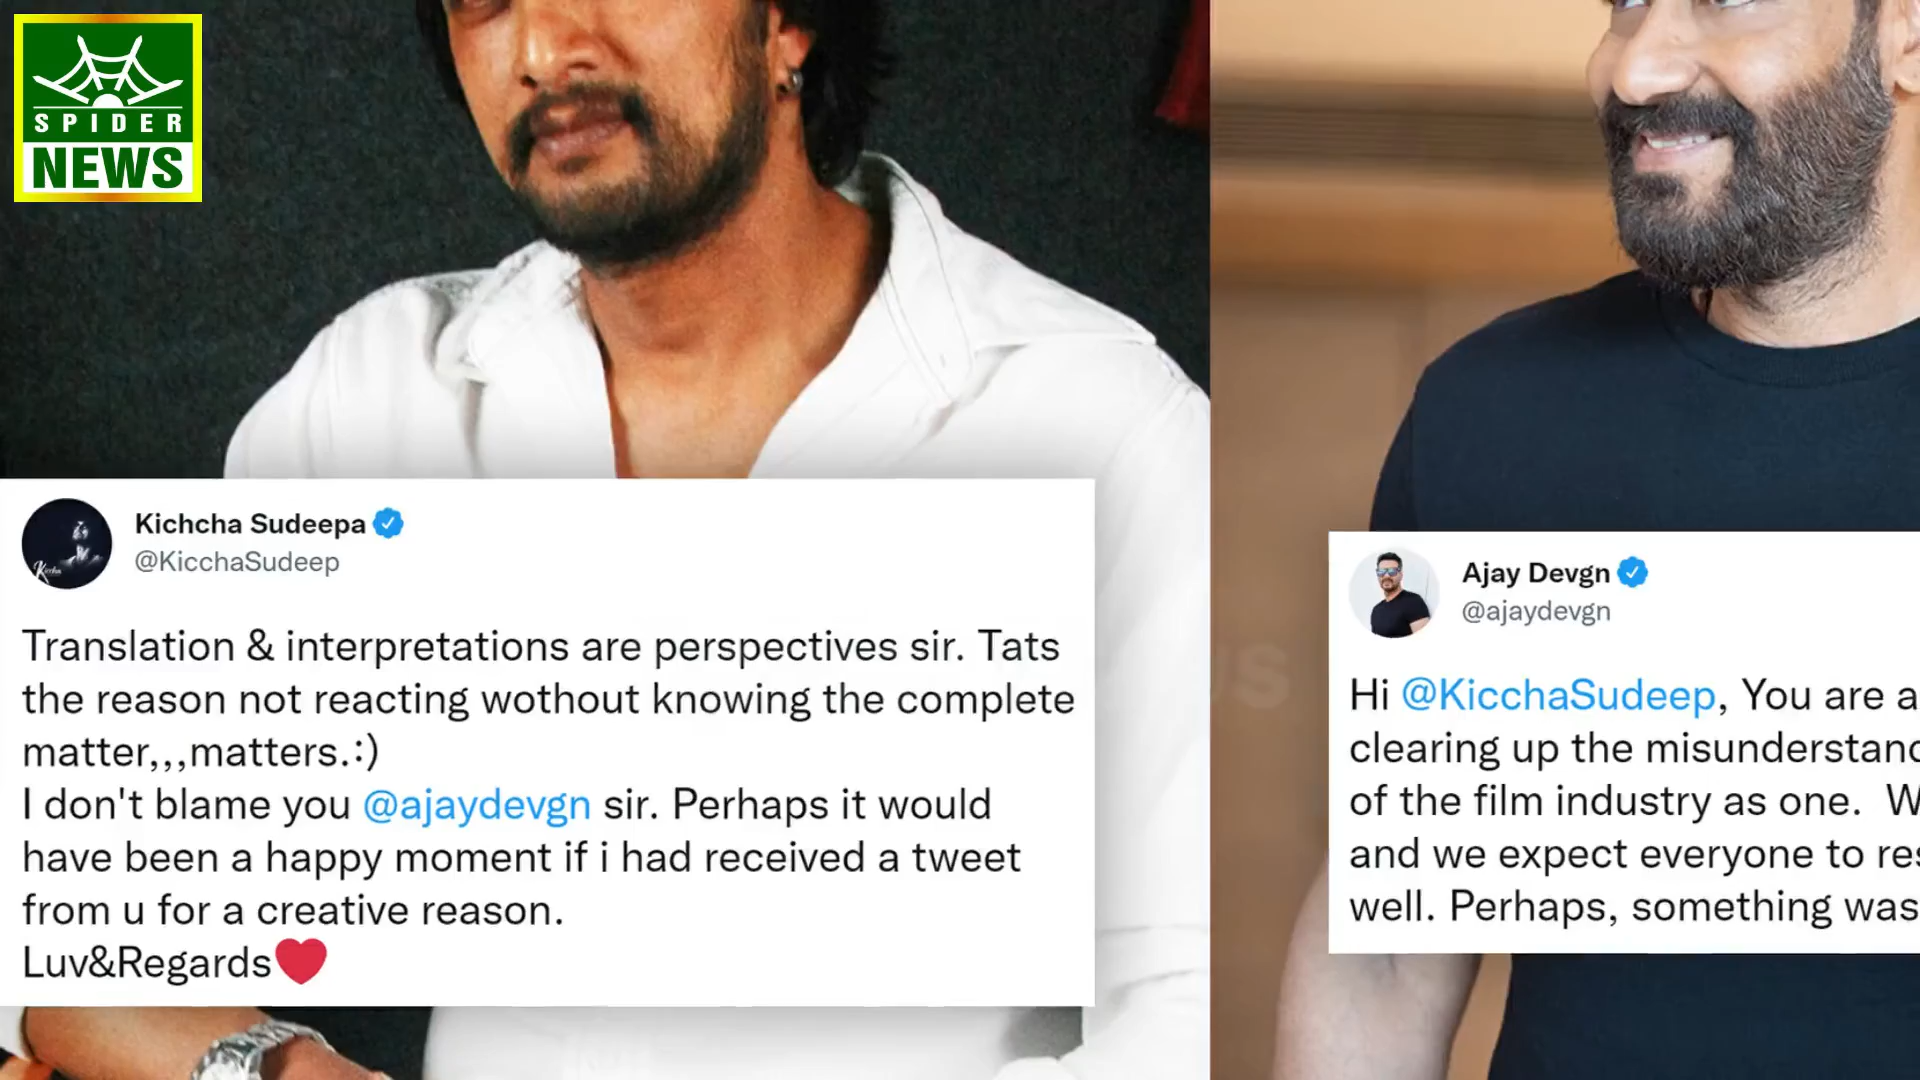 SPIDER
NEWS
Kichcha Sudeepa
@KicchaSudeep
Translation & interpretations are perspectives sir. Tats
the reason not reacting wothout knowing the complete
matter,,,matters.:)
I don't blame you @ajaydevgn sir. Perhaps it would
have been a happy moment if i had received a tweet
from u for a creative reason.
Luv&Regards❤
Ajay Devgn
@ajaydevgn
Hi @KicchaSudeep, You are a
clearing up the
of the film industry as one.
and we expect everyone to
well. Perhaps, something was